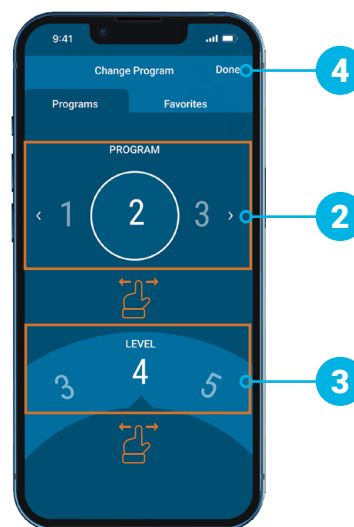 9:41
Change Program
Done
4
Programs
Favorites
PROGRAM
‹ 1 2 3 ›
2
LEVEL
3 4 5
3